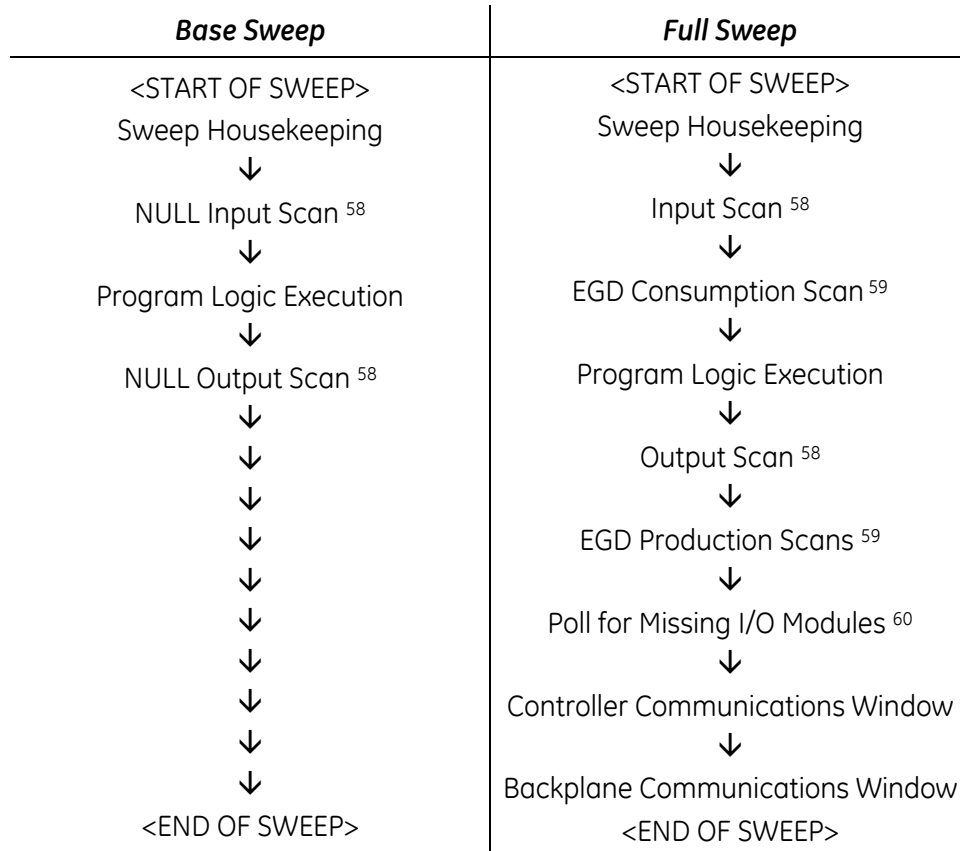 Base Sweep
<START OF SWEEP>
Sweep Housekeeping
↓
NULL Input Scan 58
↓
Program Logic Execution
↓
NULL Output Scan 58
↓
↓
↓
↓
↓
↓
↓
↓
↓
↓
<END OF SWEEP>
Full Sweep
<START OF SWEEP>
Sweep Housekeeping
↓
Input Scan 58
↓
EGD Consumption Scan 59
↓
Program Logic Execution
↓
Output Scan 58
↓
EGD Production Scans 59
↓
Poll for Missing I/O Modules 60
↓
Controller Communications Window
↓
Backplane Communications Window
<END OF SWEEP>